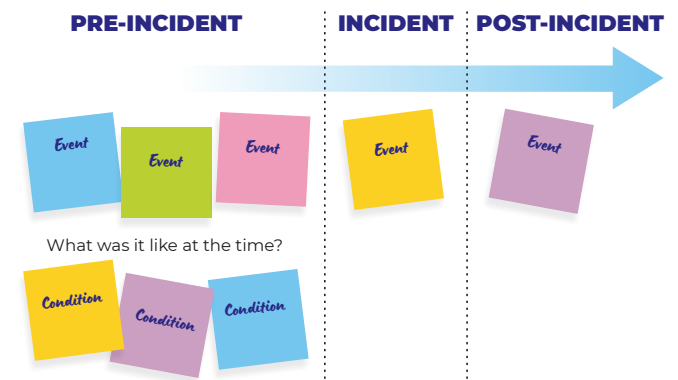 PRE-INCIDENT INCIDENT POST-INCIDENT
Event Event Event Event Event
What was it like at the time?
Condition Condition Condition